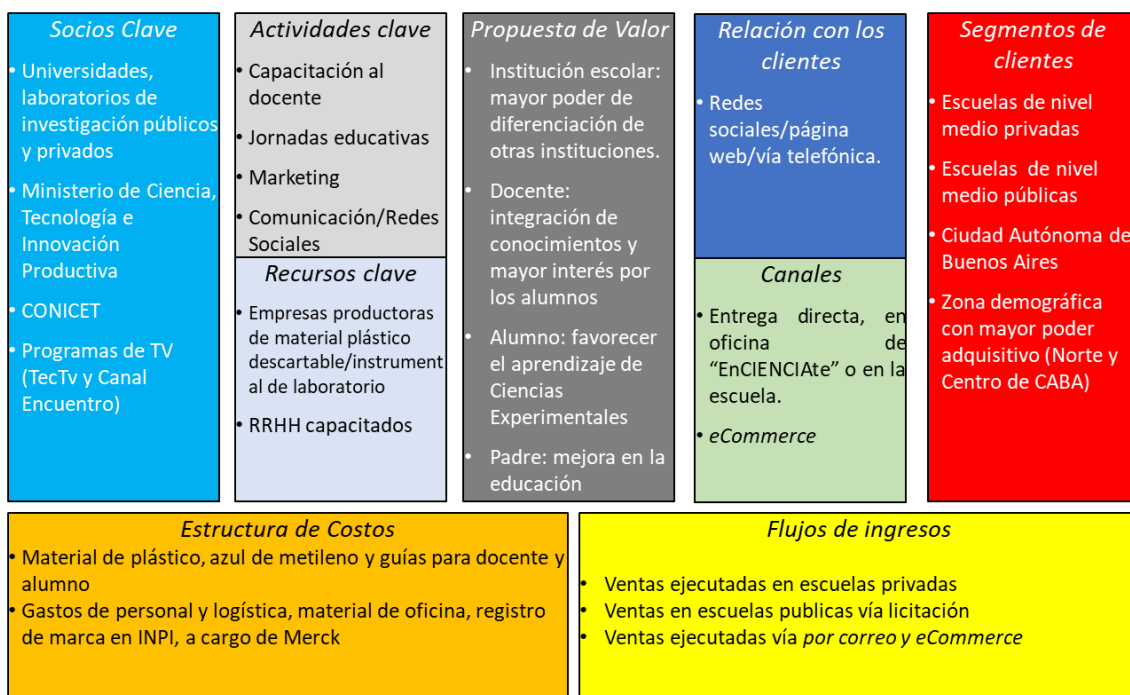 Socios Clave
• Universidades,
laboratorios de
investigación públicos
y privados
• Ministerio de Ciencia,
Tecnología e
Innovación
Productiva
• CONICET
• Programas de TV
(TecTv y Canal
Encuentro)
Actividades clave
• Capacitación al
docente
• Jornadas educativas
• Marketing
• Comunicación/Redes
Sociales
Recursos clave
• Empresas productoras
de material plástico
descartable/instrument
al de laboratorio
• RRHH capacitados
Propuesta de Valor
• Institución escolar:
mayor poder de
diferenciación de
otras instituciones.
• Docente:
integración de
conocimientos y
mayor interés por
los alumnos
• Alumno: favorecer
el aprendizaje de
Ciencias
Experimentales
• Padre: mejora en la
educación
Relación con los
clientes
• Redes
sociales/página
web/vía telefónica.
Canales
• Entrega directa, en
oficina de
“EnCIENCIAte” o en la
escuela.
• eCommerce
Segmentos de
clientes
• Escuelas de nivel
medio privadas
• Escuelas de nivel
medio públicas
• Ciudad Autónoma de
Buenos Aires
• Zona demográfica
con mayor poder
adquisitivo (Norte y
Centro de CABA)
Estructura de Costos
• Material de plástico, azul de metileno y guías para docente y
alumno
• Gastos de personal y logística, material de oficina, registro
de marca en INPI, a cargo de Merck
Flujos de ingresos
• Ventas ejecutadas en escuelas privadas
• Ventas en escuelas publicas vía licitación
• Ventas ejecutadas vía por correo y eCommerce